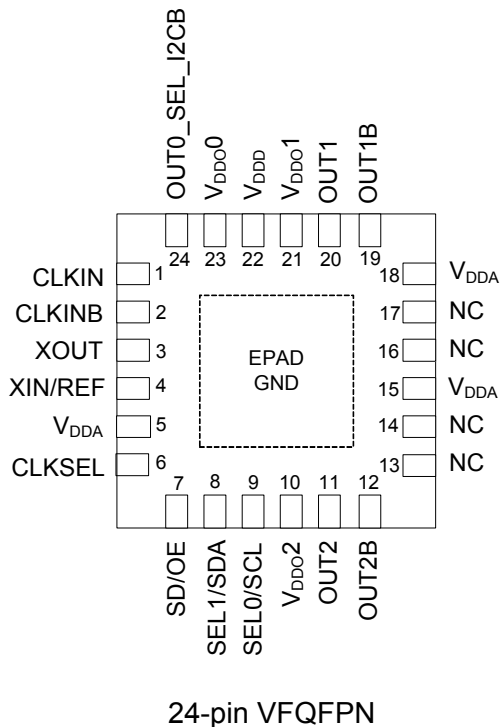 OUT0_SEL_I2CB
VDDO0
VDDD
VDDO1
OUT1
OUT1B
24
23
22
21
20
19
CLKIN
1
CLKINB
2
XOUT
3
XIN/REF
4
VDDA
5
CLKSEL
6
EPAD
GND
18
VDDA
17
NC
16
NC
15
VDDA
14
NC
13
NC
7
8
9
10
11
12
SD/OE
SEL1/SDA
SEL0/SCL
VDDO2
OUT2
OUT2B
24-pin VFQFPN